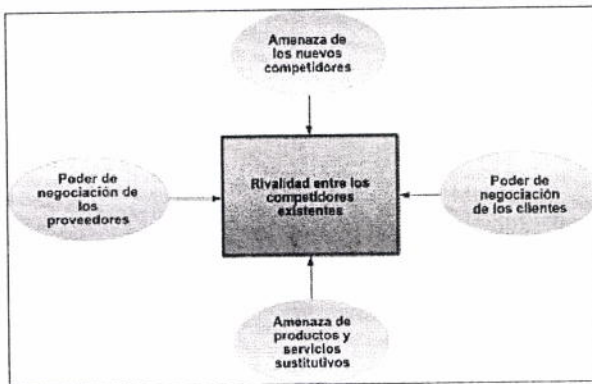 Amenaza de
los nuevos
competidores
Poder de
negociación de
los
proveedores
Rivalidad entre los
competidores
existentes
Poder de
negociación
de los clientes
Amenaza de
productos y
servicios
sustitutivos